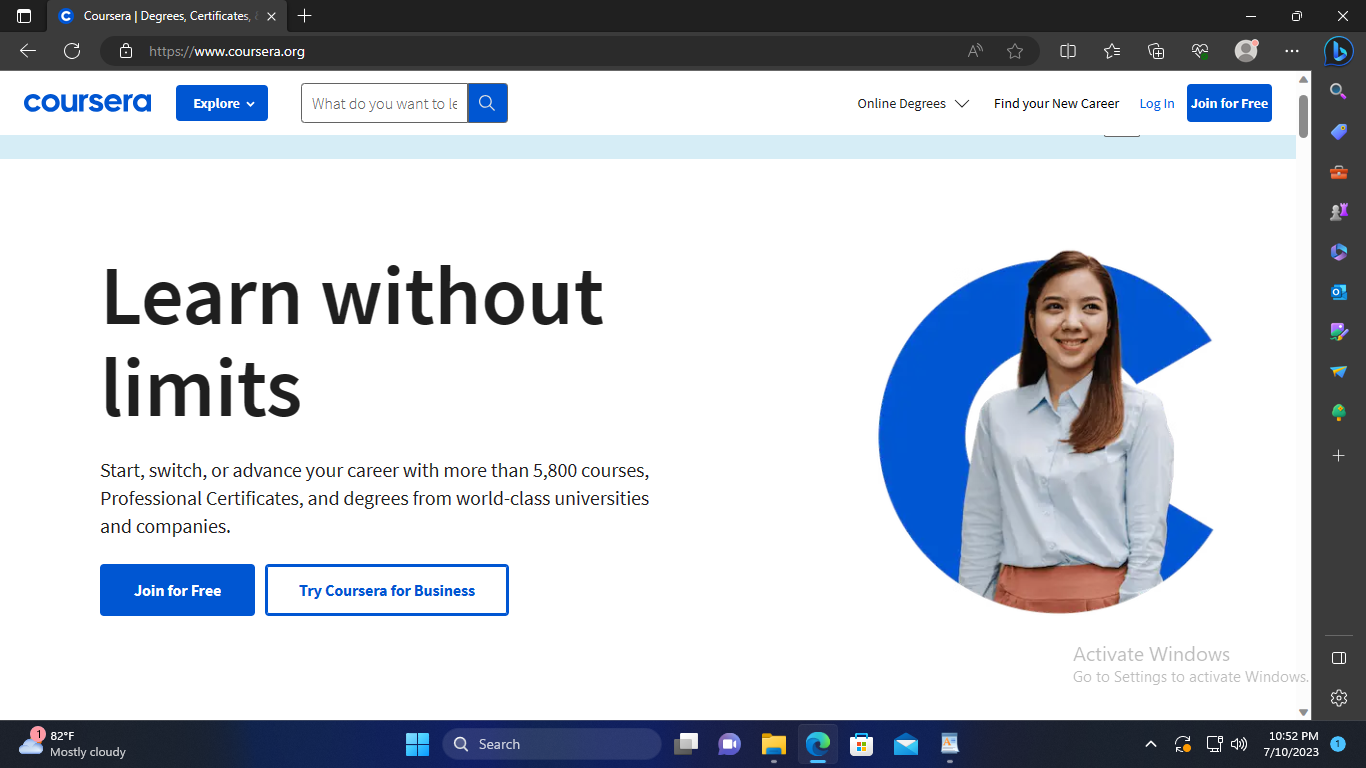 Coursera | Degrees, Certificates,
https://www.coursera.org
coursera
Explore
What do you want to le
Online Degrees
Find your New Career
Log In
Join for Free
Learn without
limits
Start, switch, or advance your career with more than 5,800 courses,
Professional Certificates, and degrees from world-class universities
and companies.
Join for Free
Try Coursera for Business
Activate Windows
Go to Settings to activate Windows.
1
82°F
Mostly cloudy
Search
10:52 PM
7/10/2023
1